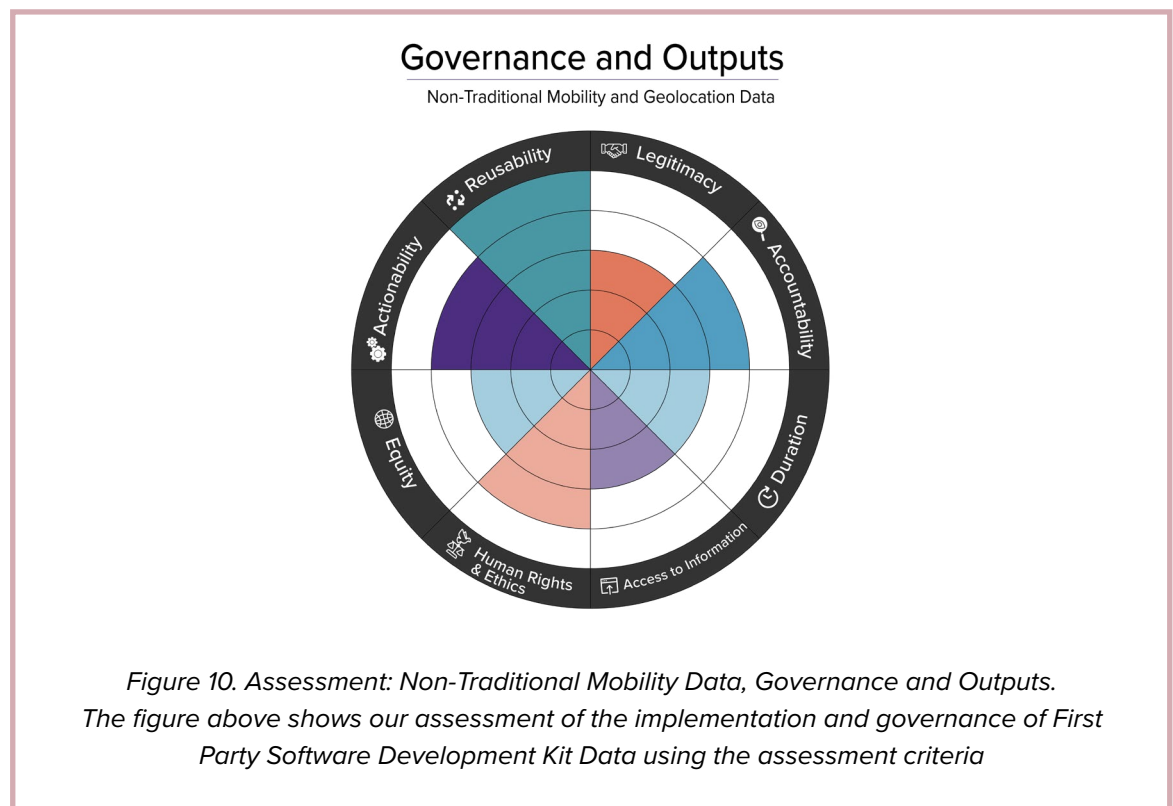 Governance and Outputs
Non-Traditional Mobility and Geolocation Data
Reusability
Legitimacy
Actionability
Accountability
Equity
Duration
Human Rights
& Ethics
Access to Information
Figure 10. Assessment: Non-Traditional Mobility Data, Governance and Outputs.
The figure above shows our assessment of the implementation and governance of First
Party Software Development Kit Data using the assessment criteria